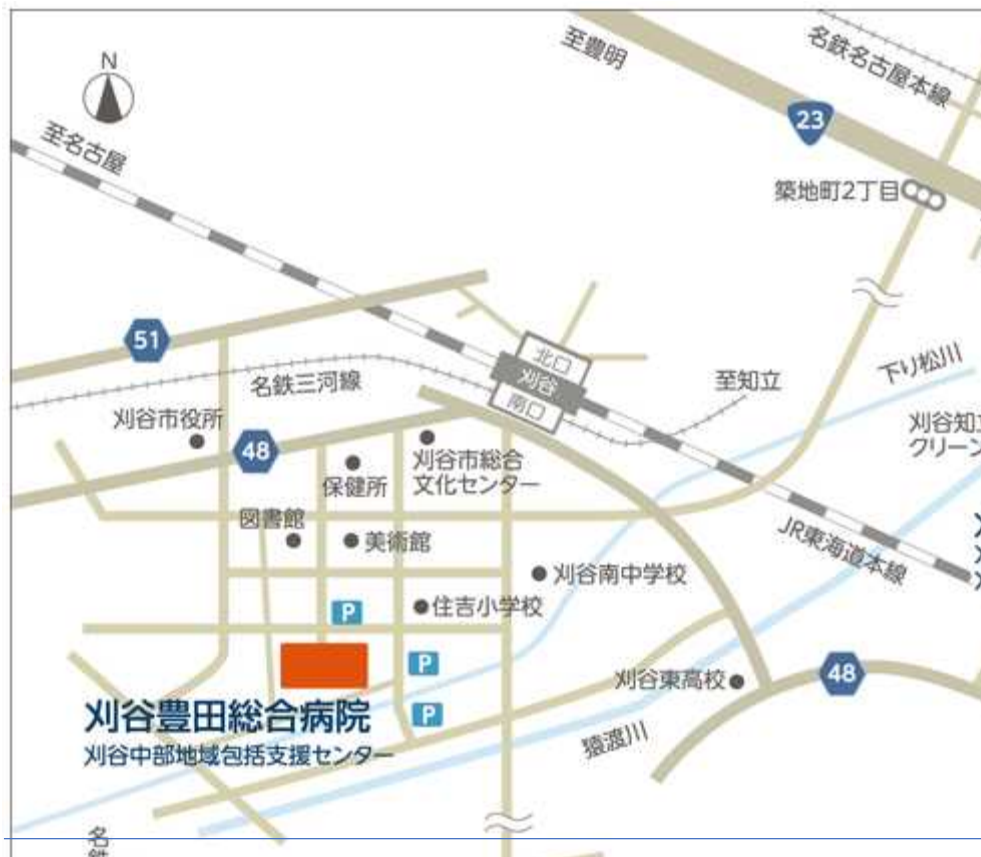 至豊明
名鉄名古屋本線
N
23
至名古屋
築地町2丁目
51
北口
刈谷
南口
名鉄三河線
至知立
下り松川
刈谷市役所
48
刈谷市総合
文化センター
刈谷知立
クリーン
保健所
図書館
美術館
JR東海道本線
刈谷南中学校
P
住吉小学校
P
刈谷東高校
48
刈谷豊田総合病院
P
猿渡川
刈谷中部地域包括支援センター
名鉄